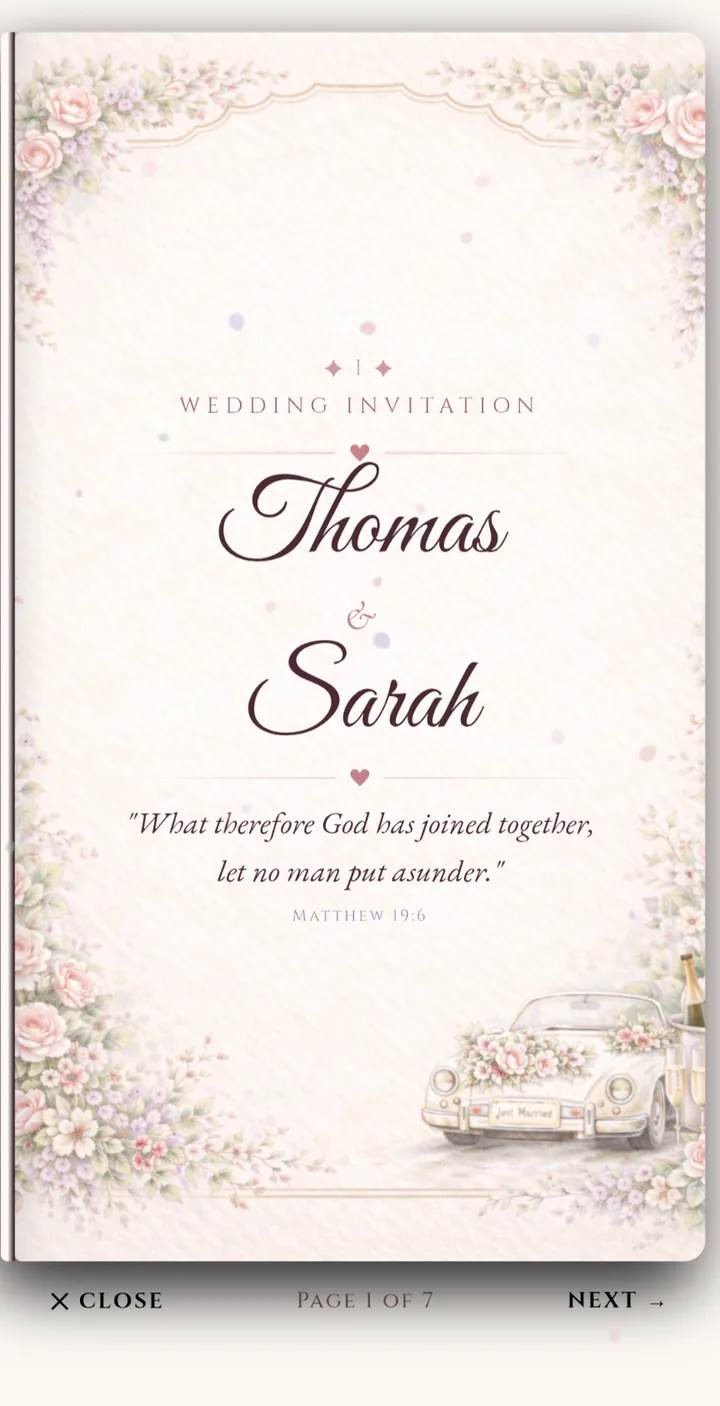 ✦ I ✦
WEDDING INVITATION
Thomas
&
Sarah
"What therefore God has joined together,
let no man put asunder."
MATTHEW 19:6
Just Married
✕ CLOSE
PAGE 1 OF 7
NEXT →